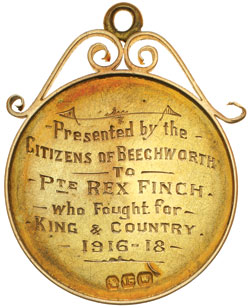 Presented by the
CITIZENS OF BEECHWORTH
TO
PTE REX FINCH
who Fought for
KING & COUNTRY
1916-18